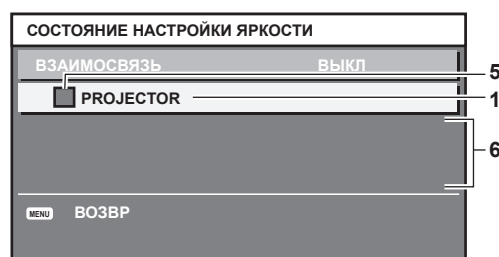 СОСТОЯНИЕ НАСТРОЙКИ ЯРКОСТИ
ВЗАИМОСВЯЗЬ ВЫКЛ
5
PROJECTOR 1
6
MENU ВОЗВР